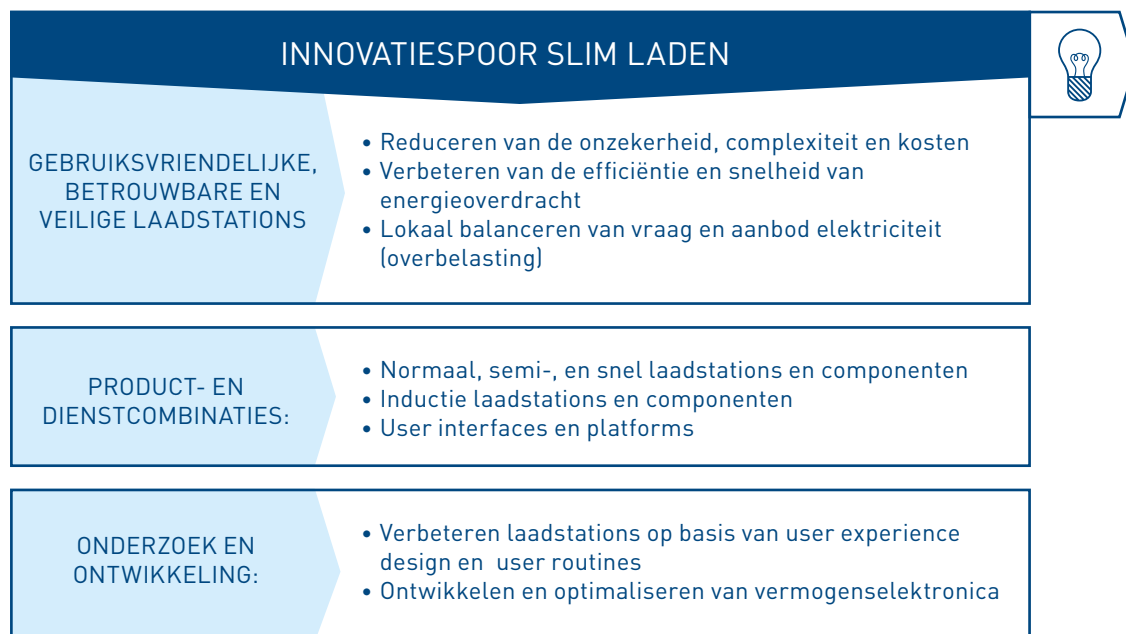 INNOVATIESPOOR SLIM LADEN
GEBRUIKSVRIENDELIJKE,
BETROUWBARE EN
VEILIGE LAADSTATIONS
• Reduceren van de onzekerheid, complexiteit en kosten
• Verbeteren van de efficiëntie en snelheid van
energieoverdracht
• Lokaal balanceren van vraag en aanbod elektriciteit
(overbelasting)
PRODUCT- EN
DIENSTCOMBINATIES:
• Normaal, semi-, en snel laadstations en componenten
• Inductie laadstations en componenten
• User interfaces en platforms
ONDERZOEK EN
ONTWIKKELING:
• Verbeteren laadstations op basis van user experience
design en user routines
• Ontwikkelen en optimaliseren van vermogenselektronica